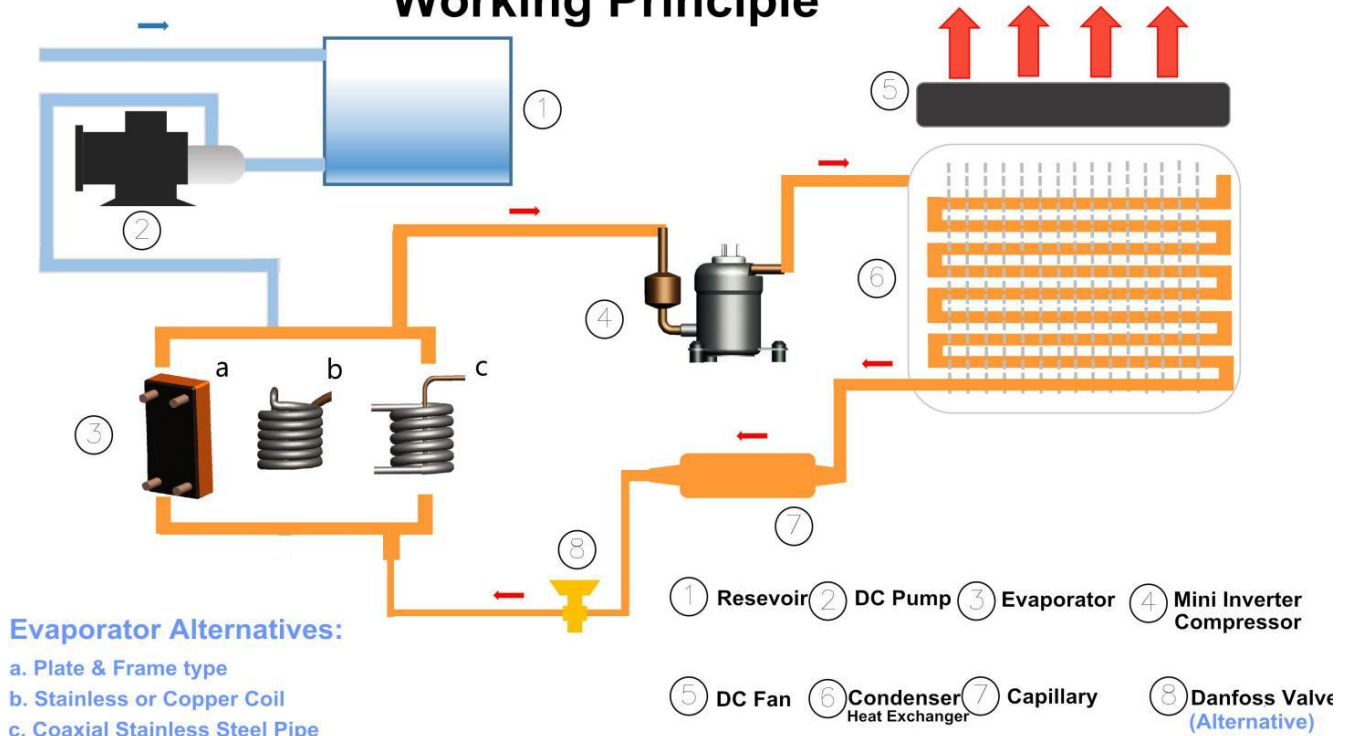 Working Principle
1
5
2
6
4
a
b
c
3
7
8
1 Resevoir 2 DC Pump 3 Evaporator 4 Mini Inverter
Compressor
Evaporator Alternatives:
a. Plate & Frame type
b. Stainless or Copper Coil
c. Coaxial Stainless Steel Pipe
5 DC Fan 6 Condenser 7 Capillary 8 Danfoss Valve
Heat Exchanger
(Alternative)